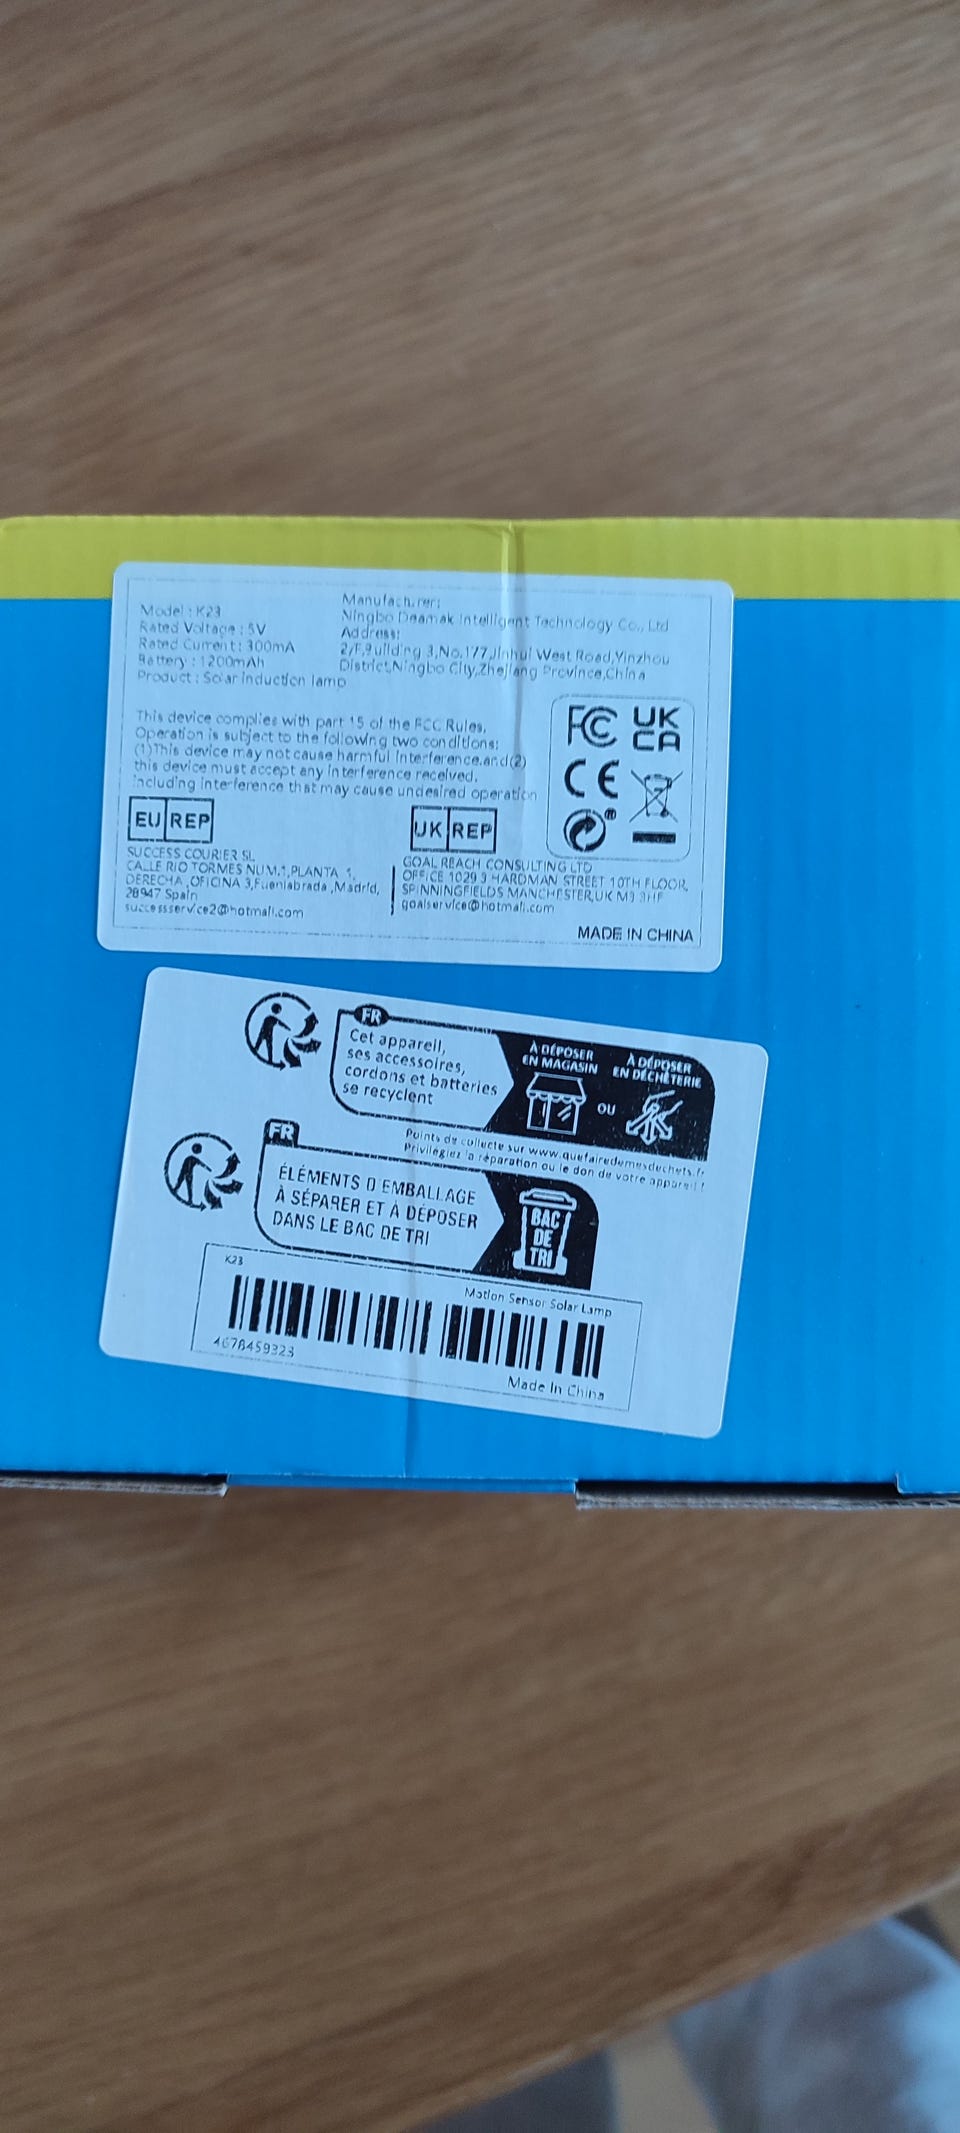 Model : K23
Rated Voltage : 5V
Rated Current : 300mA
Battery : 1200mAh
Product : Solar induction lamp
Manufacturer:
Ningbo Deamak Intelligent Technology Co., Ltd
Address:
2/F,Building 3,No.177,Jinhui West Road,Yinzhou
District,Ningbo City,Zhejiang Province,China
This device complies with part 15 of the FCC Rules.
Operation is subject to the following two conditions:
(1)This device may not cause harmful interference.and(2)
this device must accept any interference received.
including interference that may cause undesired operation
FC
UK
CA
CE
EU REP
SUCCESS COURIER SL
CALLE RIO TORMES NUM.1,PLANTA 1,
DERECHA ,OFICINA 3,Fuenlabrada ,Madrid,
28947 Spain
successservice2@hotmail.com
UK REP
GOAL REACH CONSULTING LTD
OFFICE 1029 3 HARDMAN STREET 10TH FLOOR,
SPINNINGFIELDS MANCHESTER,UK M3 3HF
goalservice@hotmail.com
MADE IN CHINA
FR
Cet appareil,
ses accessoires,
cordons et batteries
se recyclent
À DÉPOSER
EN MAGASIN
OU
À DÉPOSER
EN DÉCHÈTERIE
Points de collecte sur www.quefairedemesdechets.fr
Privilégiez la réparation ou le don de votre appareil !
FR
ÉLÉMENTS D EMBALLAGE
À SÉPARER ET À DÉPOSER
DANS LE BAC DE TRI
BAC
DE
TRI
K23
Motion Sensor Solar Lamp
4678459323
Made In China